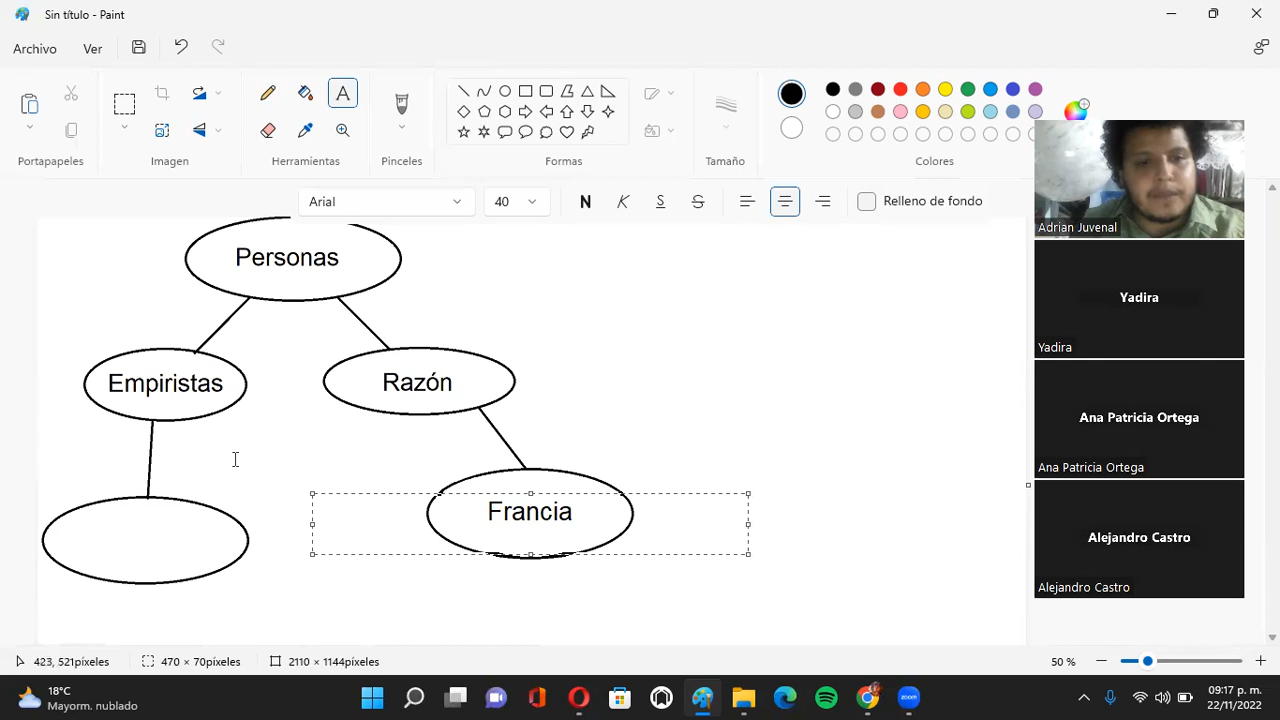 Sin título - Paint
Archivo
Ver
Portapapeles
Imagen
Herramientas
Pinceles
Formas
Tamaño
Colores
Arial
40
N
K
S
S
Relleno de fondo
Personas
Empiristas
Razón
Francia
Adrian Juvenal
Yadira
Yadira
Ana Patricia Ortega
Ana Patricia Ortega
Alejandro Castro
Alejandro Castro
423, 521píxeles
470 × 70píxeles
2110 × 1144píxeles
50 %
18°C
Mayorm. nublado
09:17 p. m.
22/11/2022